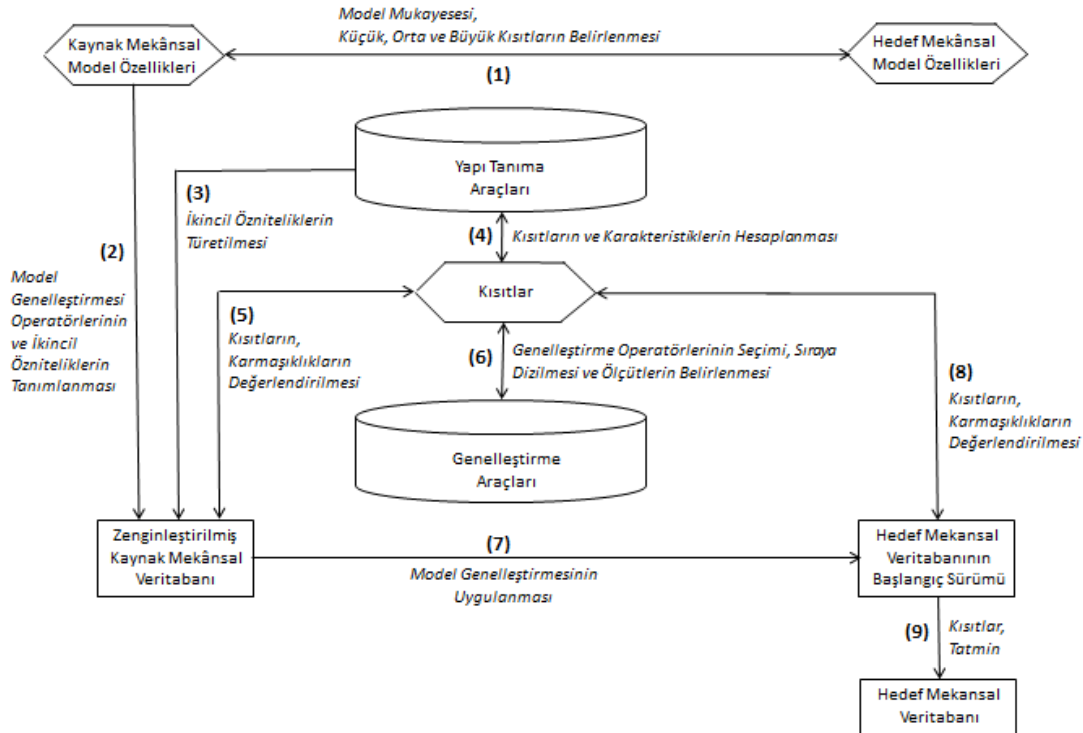 Model Mukayesesi,
Küçük, Orta ve Büyük Kısıtların Belirlenmesi
Kaynak Mekânsal
Model Özellikleri
Hedef Mekânsal
Model Özellikleri
(1)
Yapı Tanıma
Araçları
(3)
İkincil Özniteliklerin
Türetilmesi
(4)
Kısıtların ve Karakteristiklerin Hesaplanması
(2)
Model
Genelleştirmesi
Operatörlerinin
ve İkincil
Özniteliklerin
Tanımlanması
Kısıtlar
(5)
Kısıtların,
Karmaşıklıkların
Değerlendirilmesi
(6)
Genelleştirme Operatörlerinin Seçimi, Sıraya
Dizilmesi ve Ölçütlerin Belirlenmesi
(8)
Kısıtların,
Karmaşıklıkların
Değerlendirilmesi
Genelleştirme
Araçları
Zenginleştirilmiş
Kaynak Mekânsal
Veritabanı
(7)
Model Genelleştirmesinin
Uygulanması
Hedef Mekansal
Veritabanının
Başlangıç Sürümü
(9)
Kısıtlar,
Tatmin
Hedef Mekansal
Veritabanı